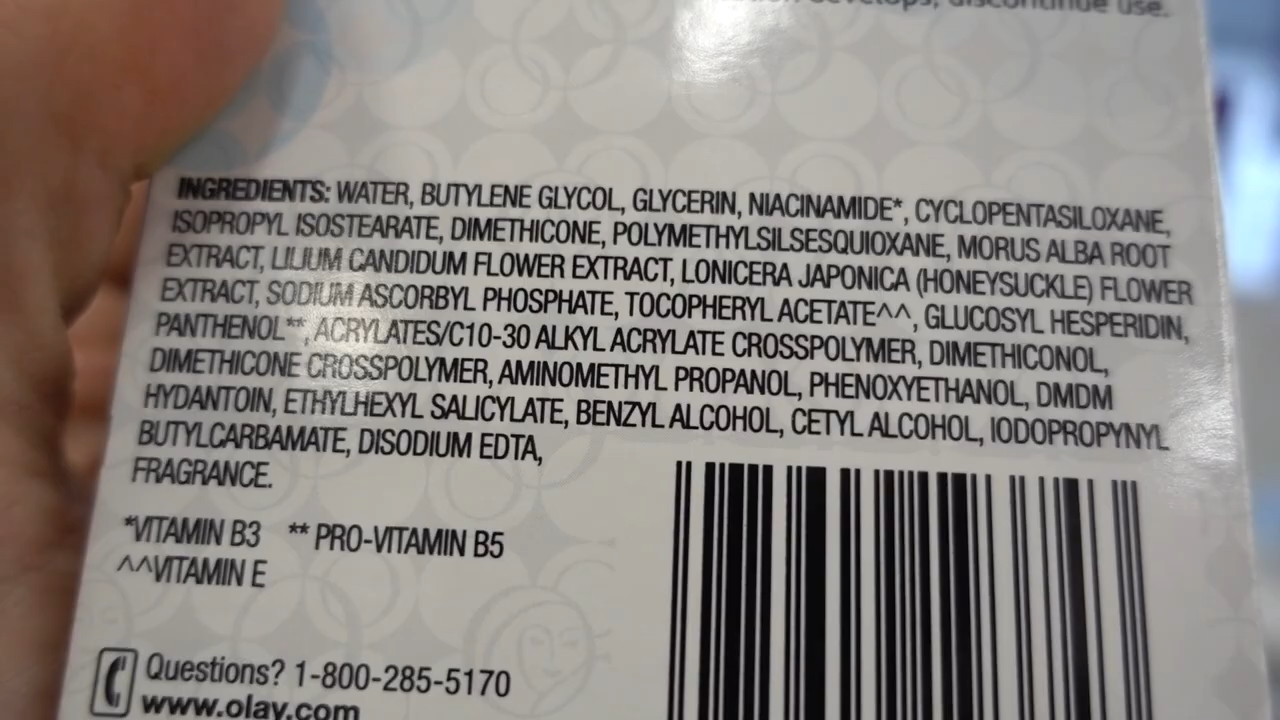 develops, discontinue use.
INGREDIENTS: WATER, BUTYLENE GLYCOL, GLYCERIN, NIACINAMIDE*, CYCLOPENTASILOXANE,
ISOPROPYL ISOSTEARATE, DIMETHICONE, POLYMETHYLSILSESQUIOXANE, MORUS ALBA ROOT
EXTRACT, LILIUM CANDIDUM FLOWER EXTRACT, LONICERA JAPONICA (HONEYSUCKLE) FLOWER
EXTRACT, SODIUM ASCORBYL PHOSPHATE, TOCOPHERYL ACETATE^^, GLUCOSYL HESPERIDIN,
PANTHENOL**, ACRYLATES/C10-30 ALKYL ACRYLATE CROSSPOLYMER, DIMETHICONOL,
DIMETHICONE CROSSPOLYMER, AMINOMETHYL PROPANOL, PHENOXYETHANOL, DMDM
HYDANTOIN, ETHYLHEXYL SALICYLATE, BENZYL ALCOHOL, CETYL ALCOHOL, IODOPROPYNYL
BUTYLCARBAMATE, DISODIUM EDTA,
FRAGRANCE.
*VITAMIN B3 ** PRO-VITAMIN B5
^^VITAMIN E
Questions? 1-800-285-5170
www.olay.com